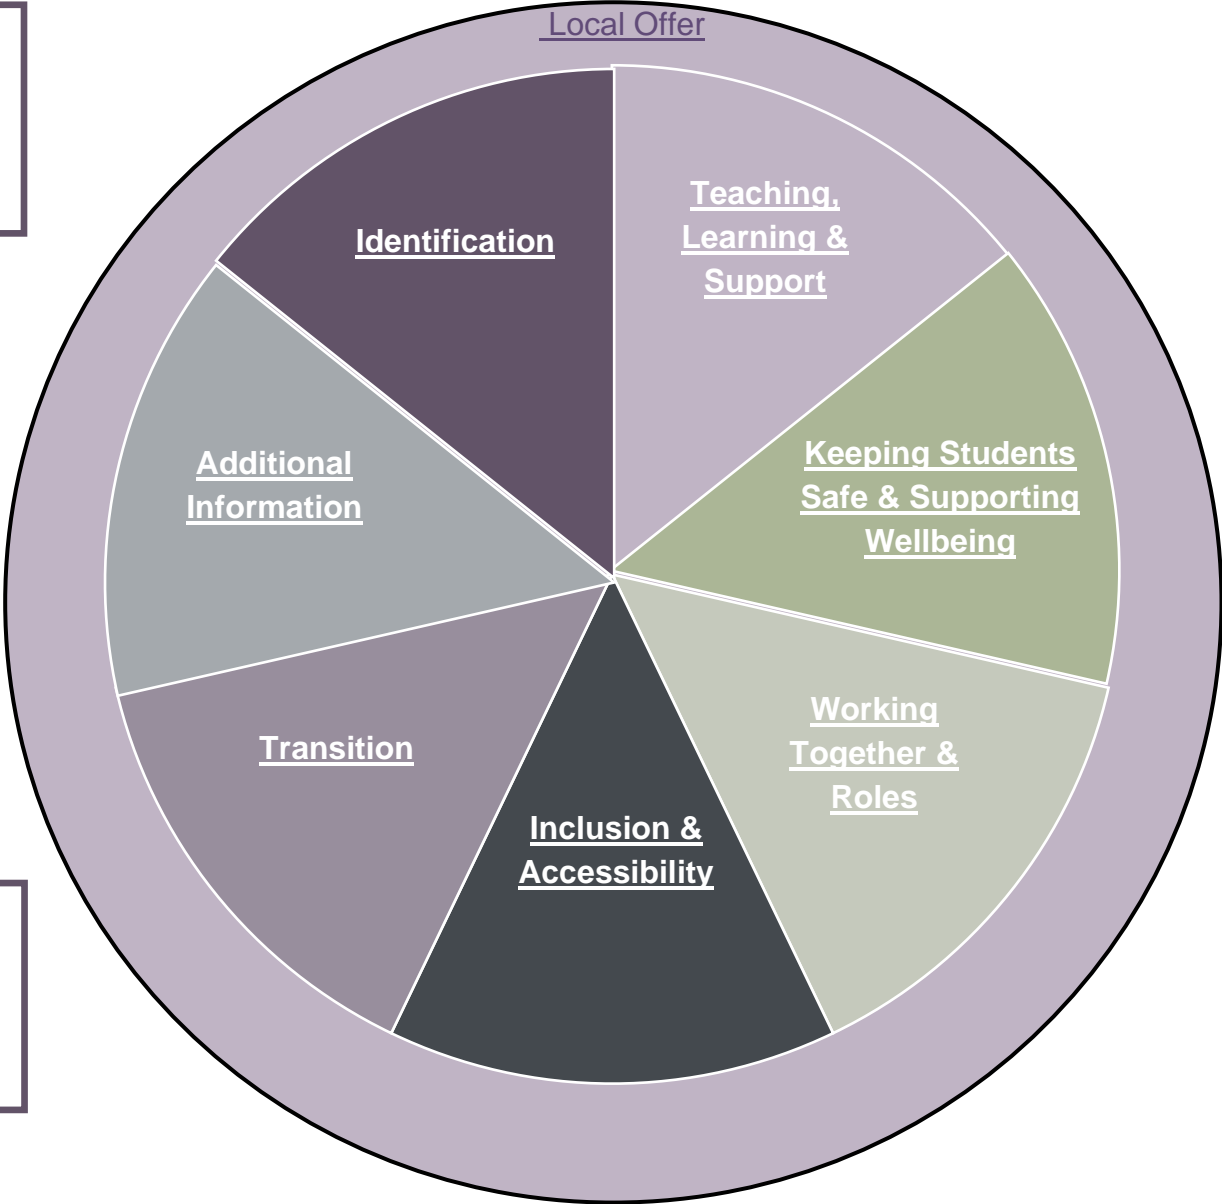 Local Offer
Identification
Teaching,
Learning &
Support
Keeping Students
Safe & Supporting
Wellbeing
Working
Together &
Roles
Inclusion &
Accessibility
Transition
Additional
Information